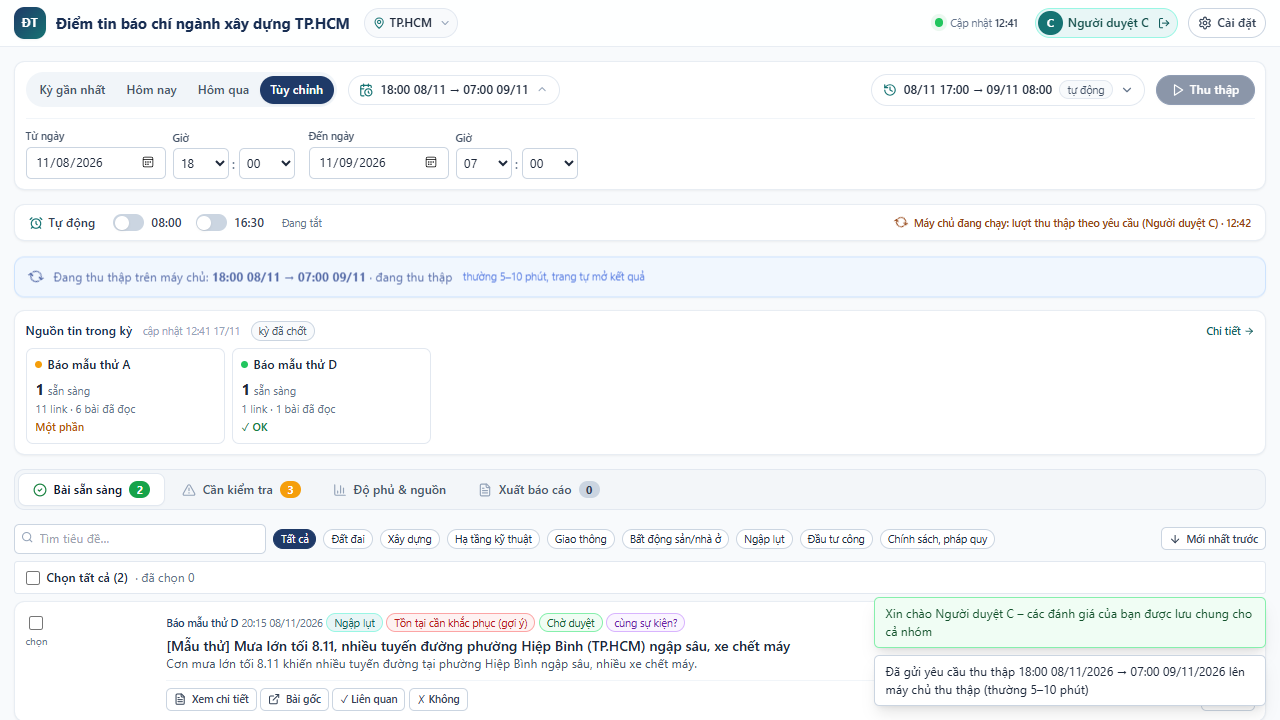 ĐT Điểm tin báo chí ngành xây dựng TP.HCM TP.HCM Cập nhật 12:41 C Người duyệt C Cài đặt
Kỳ gần nhất Hôm nay Hôm qua Tùy chỉnh 18:00 08/11 → 07:00 09/11 08/11 17:00 → 09/11 08:00 tự động Thu thập
Từ ngày Giờ Đến ngày Giờ
11/08/2026 18 : 00 11/09/2026 07 : 00
Tự động 08:00 16:30 Đang tắt Máy chủ đang chạy: lượt thu thập theo yêu cầu (Người duyệt C) · 12:42
Đang thu thập trên máy chủ: 18:00 08/11 → 07:00 09/11 · đang thu thập thường 5–10 phút, trang tự mở kết quả
Nguồn tin trong kỳ cập nhật 12:41 17/11 kỳ đã chốt Chi tiết →
Báo mẫu thử A
1 sẵn sàng
11 link · 6 bài đã đọc
Một phần
Báo mẫu thử D
1 sẵn sàng
1 link · 1 bài đã đọc
✓ OK
Bài sẵn sàng 2 Cần kiểm tra 3 Độ phủ & nguồn Xuất báo cáo 0
Tìm tiêu đề... Tất cả Đất đai Xây dựng Hạ tầng kỹ thuật Giao thông Bất động sản/nhà ở Ngập lụt Đầu tư công Chính sách, pháp quy ↓ Mới nhất trước
Chọn tất cả (2) · đã chọn 0
chọn
Báo mẫu thử D 20:15 08/11/2026 Ngập lụt Tồn tại cần khắc phục (gợi ý) Chờ duyệt cùng sự kiện?
[Mẫu thử] Mưa lớn tối 8.11, nhiều tuyến đường phường Hiệp Bình (TP.HCM) ngập sâu, xe chết máy
Cơn mưa lớn tối 8.11 khiến nhiều tuyến đường tại phường Hiệp Bình ngập sâu, nhiều xe chết máy.
Xem chi tiết Bài gốc ✓ Liên quan ✗ Không
Xin chào Người duyệt C – các đánh giá của bạn được lưu chung cho
cả nhóm
Đã gửi yêu cầu thu thập 18:00 08/11/2026 → 07:00 09/11/2026 lên
máy chủ thu thập (thường 5–10 phút)